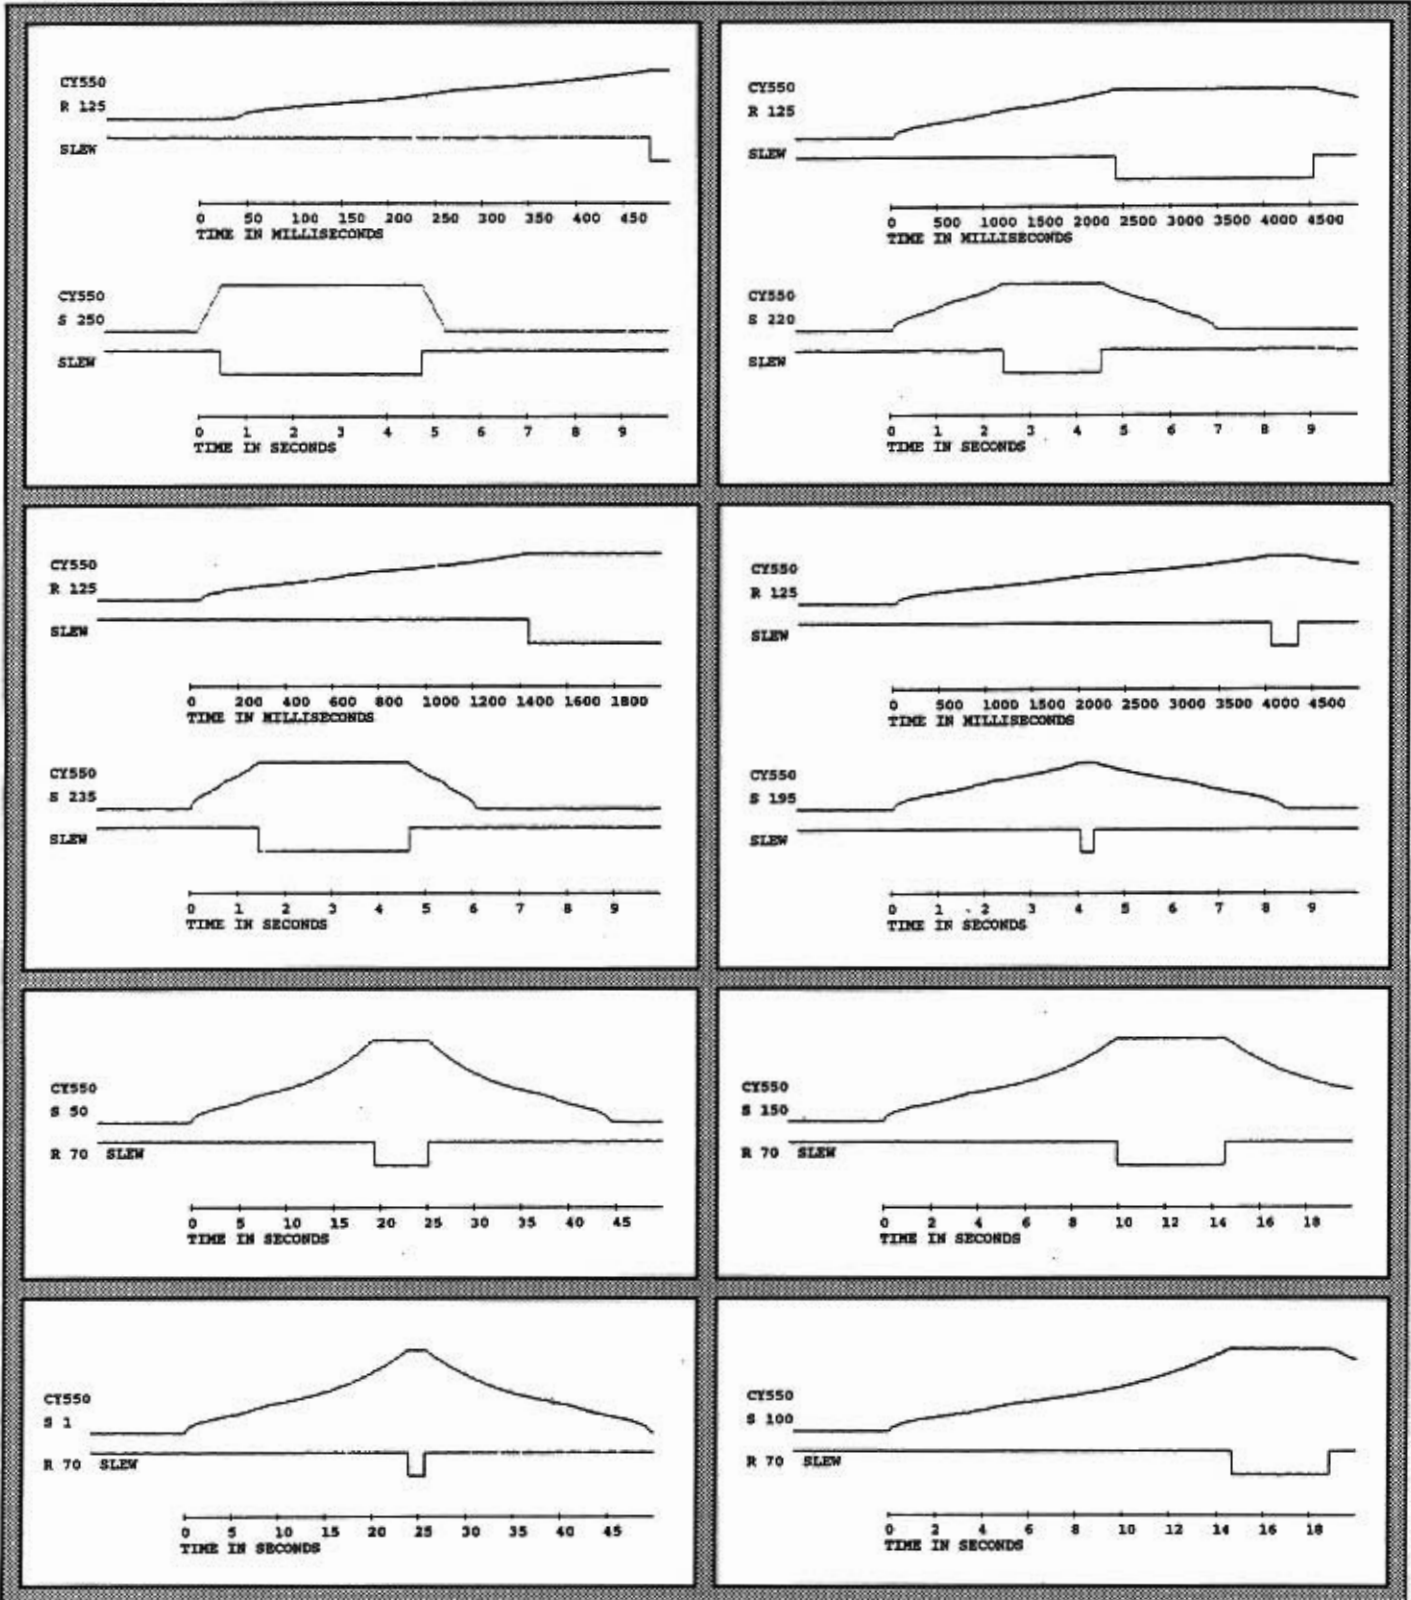 CY550
R 125
SLEW
0 50 100 150 200 250 300 350 400 450
TIME IN MILLISECONDS
CY550
S 250
SLEW
0 1 2 3 4 5 6 7 8 9
TIME IN SECONDS
CY550
R 125
SLEW
0 500 1000 1500 2000 2500 3000 3500 4000 4500
TIME IN MILLISECONDS
CY550
S 220
SLEW
0 1 2 3 4 5 6 7 8 9
TIME IN SECONDS
CY550
R 125
SLEW
0 200 400 600 800 1000 1200 1400 1600 1800
TIME IN MILLISECONDS
CY550
S 235
SLEW
0 1 2 3 4 5 6 7 8 9
TIME IN SECONDS
CY550
R 125
SLEW
0 500 1000 1500 2000 2500 3000 3500 4000 4500
TIME IN MILLISECONDS
CY550
S 195
SLEW
0 1 2 3 4 5 6 7 8 9
TIME IN SECONDS
CY550
S 50
R 70 SLEW
0 5 10 15 20 25 30 35 40 45
TIME IN SECONDS
CY550
S 150
R 70 SLEW
0 2 4 6 8 10 12 14 16 18
TIME IN SECONDS
CY550
S 1
R 70 SLEW
0 5 10 15 20 25 30 35 40 45
TIME IN SECONDS
CY550
S 100
R 70 SLEW
0 2 4 6 8 10 12 14 16 18
TIME IN SECONDS